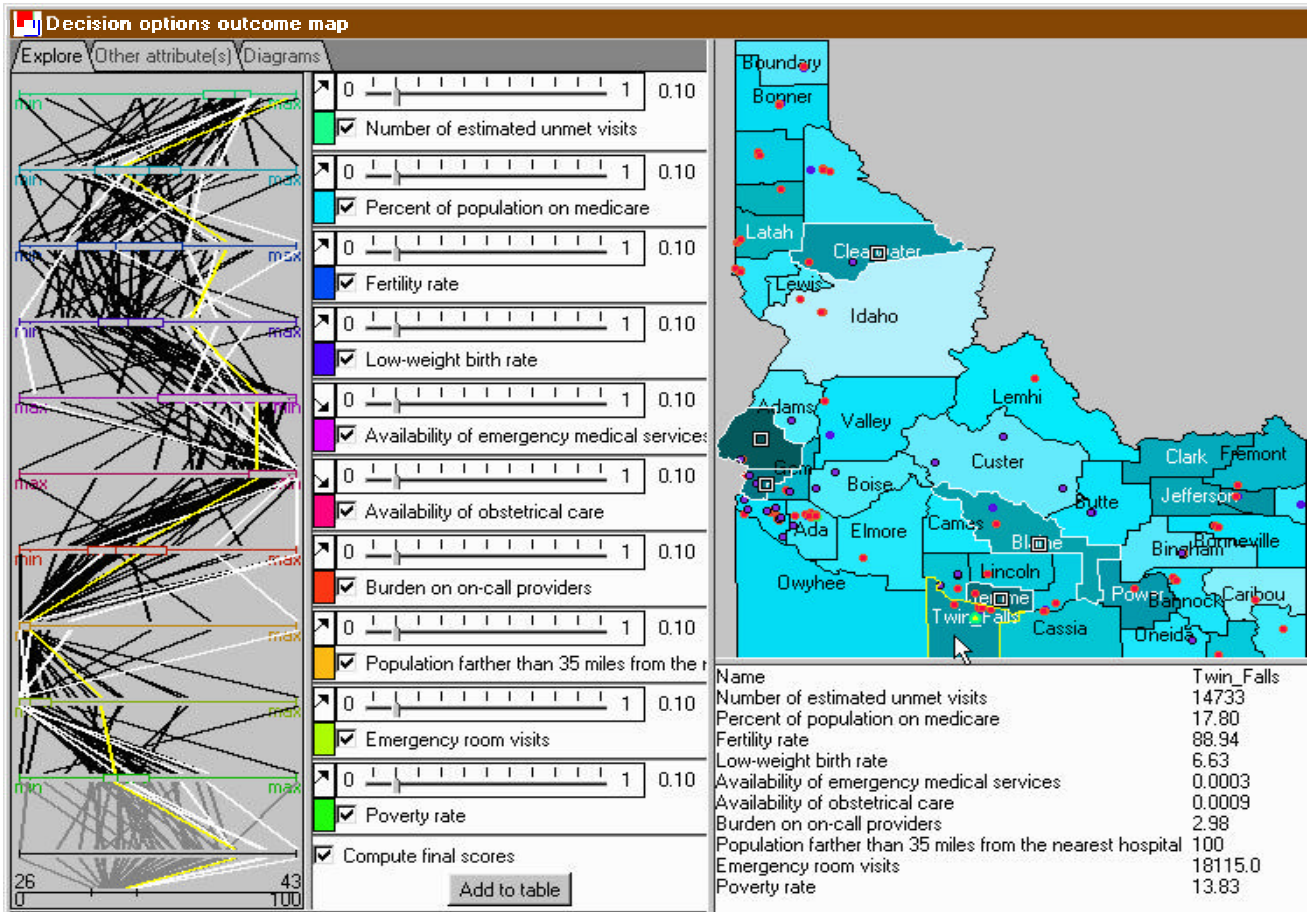 Decision options outcome map
Explore Other attribute(s) Diagrams
min max
min max
min max
min max
max min
max min
min max
min max
min max
min max
26 43
0 100
0 1 0.10
Number of estimated unmet visits
0 1 0.10
Percent of population on medicare
0 1 0.10
Fertility rate
0 1 0.10
Low-weight birth rate
0 1 0.10
Availability of emergency medical services
0 1 0.10
Availability of obstetrical care
0 1 0.10
Burden on on-call providers
0 1 0.10
Population farther than 35 miles from the r
0 1 0.10
Emergency room visits
0 1 0.10
Poverty rate
Compute final scores
Add to table
Boundary
Bonner
Latah
Clearwater
Lewis
Idaho
Adams
Valley
Lemhi
Gem
Boise
Custer
Butte
Clark
Fremont
Jefferson
Ada
Elmore
Camas
Blaine
Bingham
Bonneville
Owyhee
Lincoln
Jerome
Power
Bannock
Caribou
Twin_Falls
Cassia
Oneida
Name Twin_Falls
Number of estimated unmet visits 14733
Percent of population on medicare 17.80
Fertility rate 88.94
Low-weight birth rate 6.63
Availability of emergency medical services 0.0003
Availability of obstetrical care 0.0009
Burden on on-call providers 2.98
Population farther than 35 miles from the nearest hospital 100
Emergency room visits 18115.0
Poverty rate 13.83